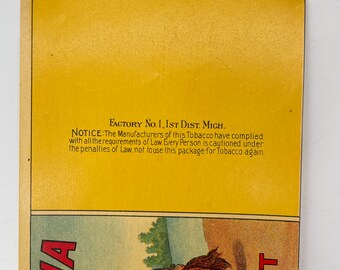 FACTORY NO. 1, 1ST DIST. MICH.
NOTICE: The Manufacturers of this Tobacco have complied
with all the requirements of Law. Every Person is cautioned under
the penalties of Law, not to use this package for Tobacco again